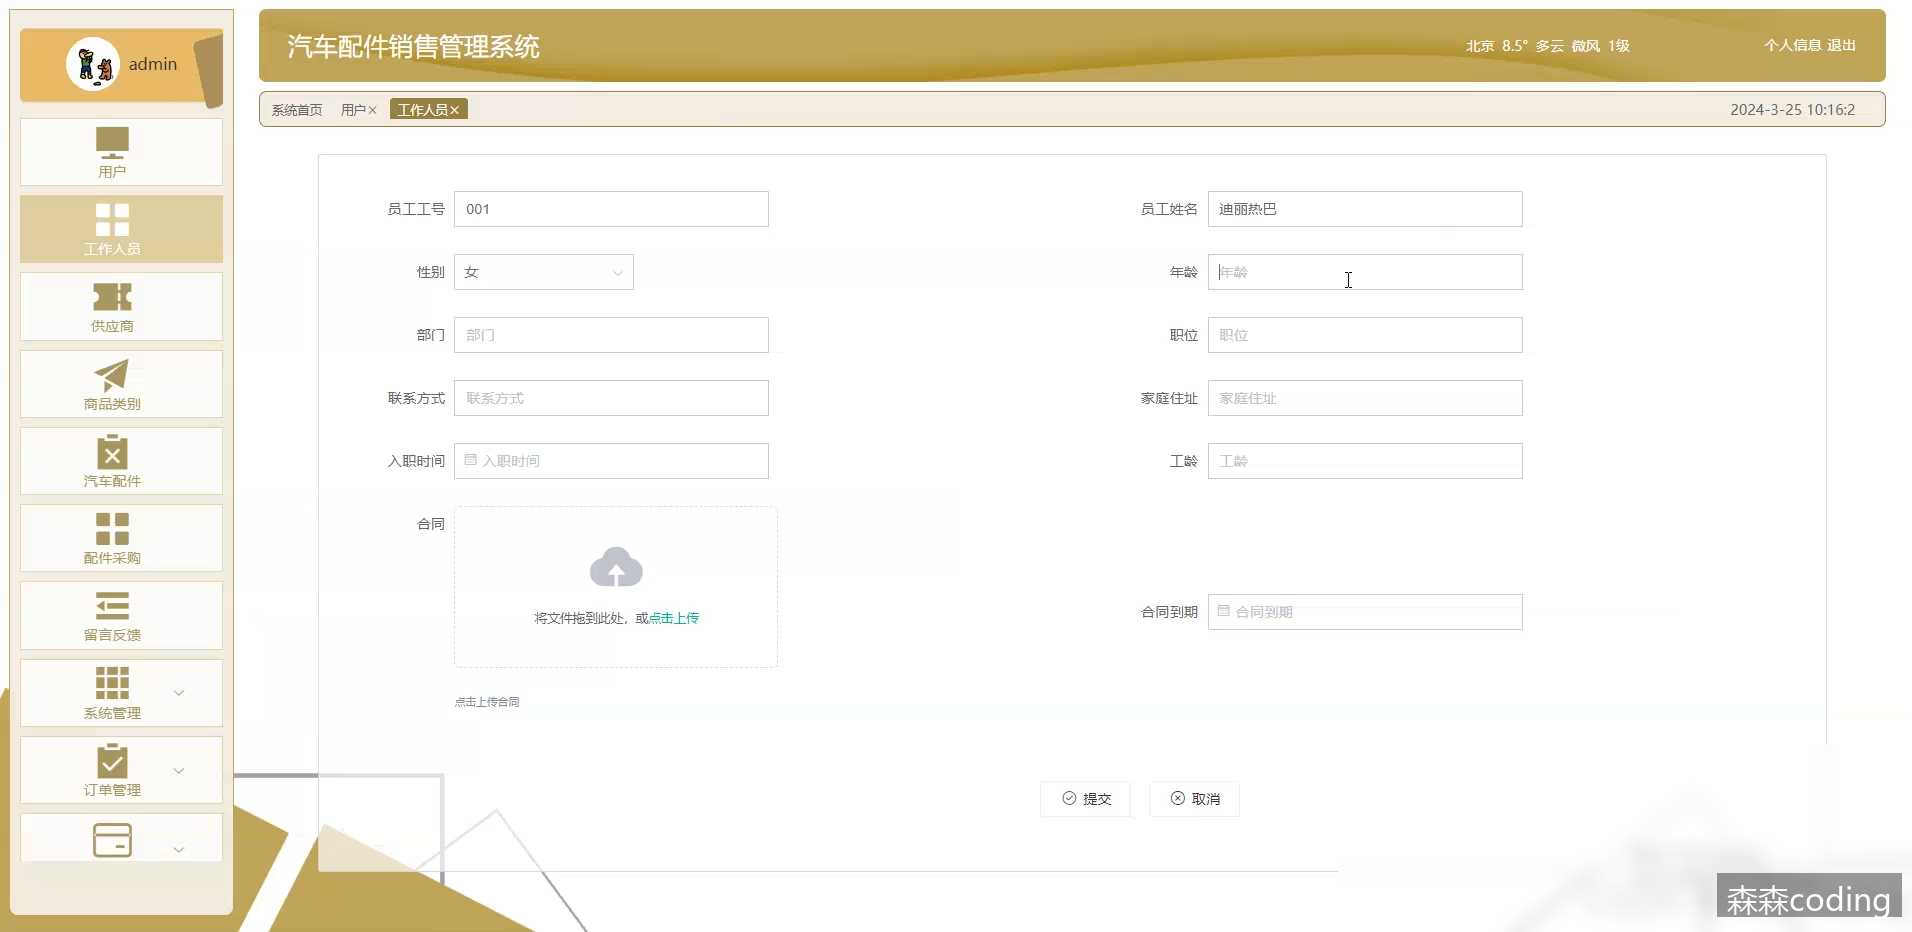 admin
用户
工作人员
供应商
商品类别
汽车配件
配件采购
留言反馈
系统管理
订单管理
汽车配件销售管理系统
北京 8.5° 多云 微风 1级
个人信息 退出
系统首页 用户× 工作人员×
2024-3-25 10:16:2
员工工号 001
员工姓名 迪丽热巴
性别 女
年龄 年龄
部门 部门
职位 职位
联系方式 联系方式
家庭住址 家庭住址
入职时间 入职时间
工龄 工龄
合同
将文件拖到此处，或点击上传
合同到期 合同到期
点击上传合同
提交
取消
森森coding